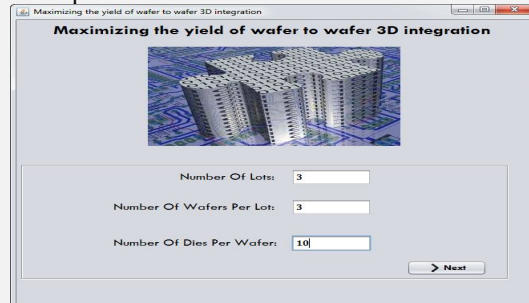 Maximizing the yield of wafer to wafer 3D integration
Maximizing the yield of wafer to wafer 3D integration
Number Of Lots: 3
Number Of Wafers Per Lot: 3
Number Of Dies Per Wafer: 10
> Next